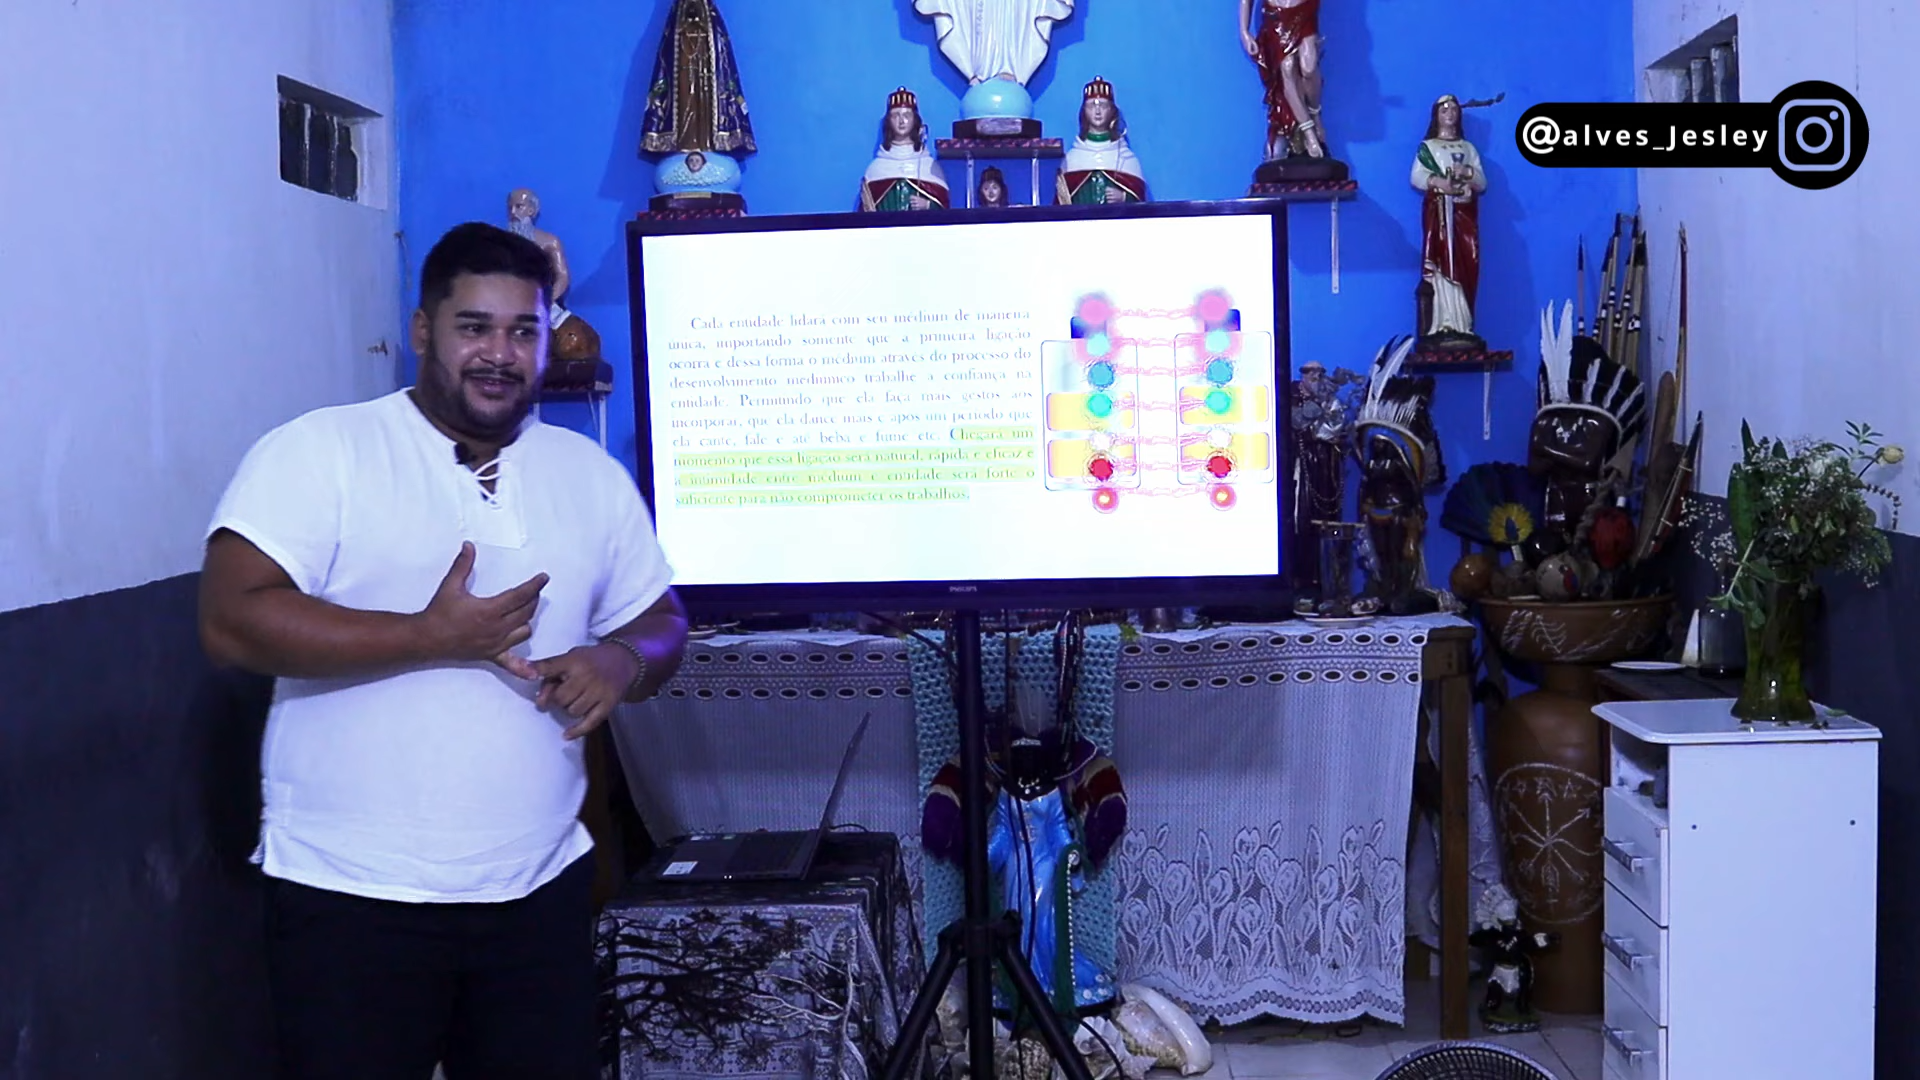 @alves_Jesley
Cada entidade lidará com seu médium de maneira
única, importando somente que a primeira ligação
ocorra e dessa forma o médium através do processo do
desenvolvimento mediúnico trabalhe a confiança na
entidade. Permitindo que ela faça mais gestos aos
incorporar, que ela dance mais e após um período que
ela cante, fale e até beba e fume etc. Chegará um
momento que essa ligação será natural, rápida e eficaz e
a intimidade entre médium e entidade será forte o
suficiente para não comprometer os trabalhos.
PHILIPS